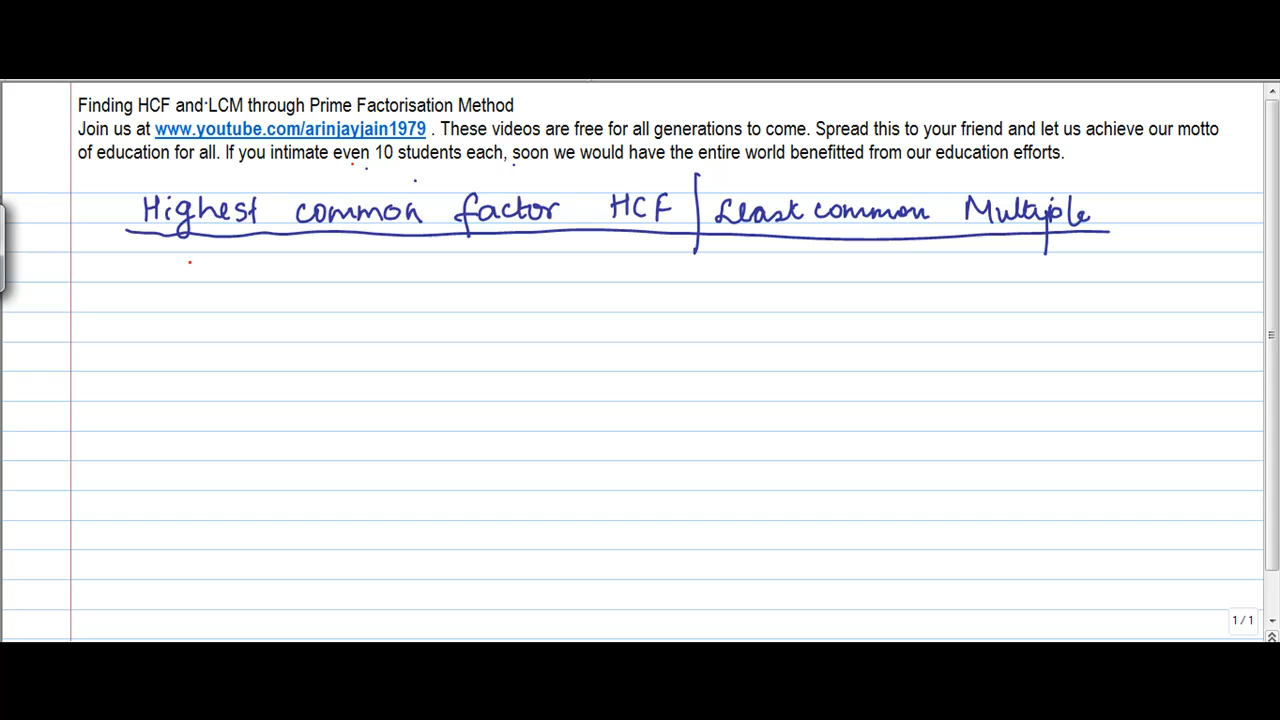 Finding HCF and LCM through Prime Factorisation Method
Join us at www.youtube.com/arinjayjain1979 . These videos are free for all generations to come. Spread this to your friend and let us achieve our motto
of education for all. If you intimate even 10 students each, soon we would have the entire world benefitted from our education efforts.
Highest common factor HCF | Least common Multiple
1 / 1